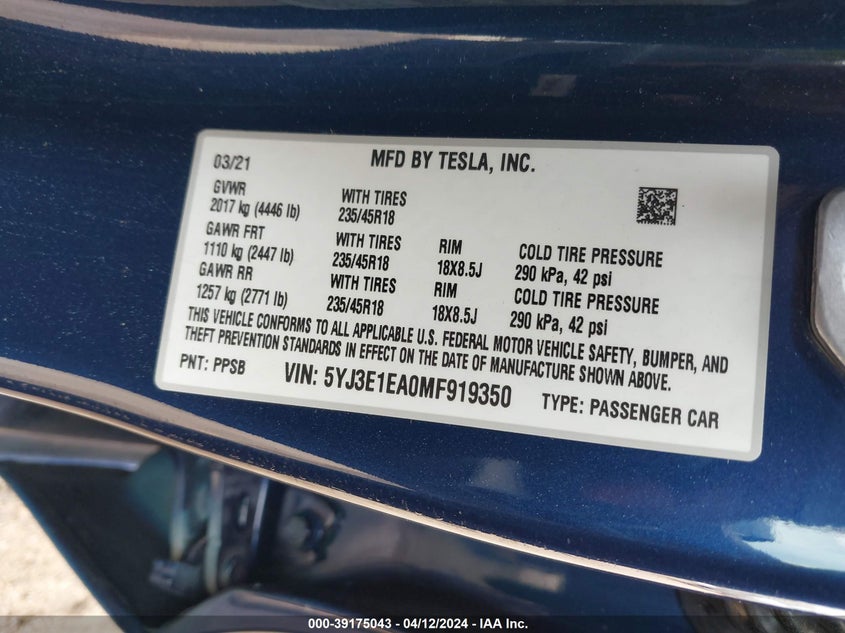 03/21 MFD BY TESLA, INC.
GVWR
2017 kg (4446 lb) WITH TIRES 235/45R18
GAWR FRT
1110 kg (2447 lb) WITH TIRES 235/45R18 RIM 18X8.5J COLD TIRE PRESSURE 290 kPa, 42 psi
GAWR RR
1257 kg (2771 lb) WITH TIRES 235/45R18 RIM 18X8.5J COLD TIRE PRESSURE 290 kPa, 42 psi
THIS VEHICLE CONFORMS TO ALL APPLICABLE U.S. FEDERAL MOTOR VEHICLE SAFETY, BUMPER, AND
THEFT PREVENTION STANDARDS IN EFFECT ON THE DATE OF MANUFACTURE SHOWN ABOVE.
PNT: PPSB VIN: 5YJ3E1EA0MF919350 TYPE: PASSENGER CAR
000-39175043 - 04/12/2024 - IAA Inc.